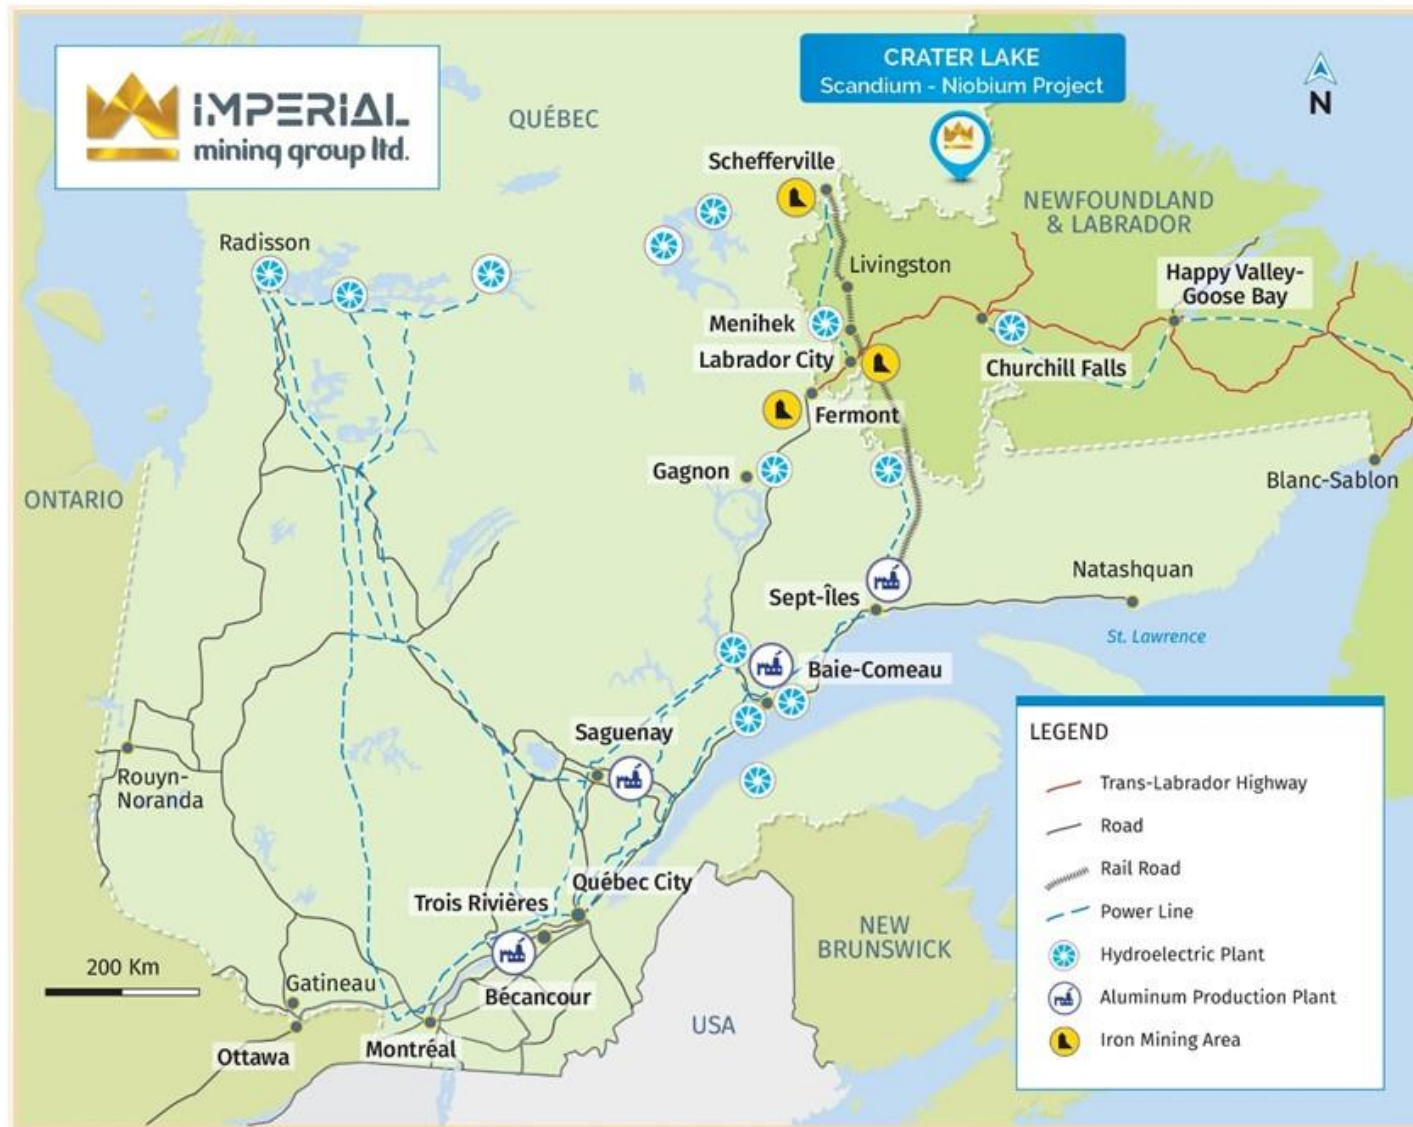 IMPERIAL
mining group ltd.
CRATER LAKE
Scandium - Niobium Project
N
QUÉBEC
Schefferville
NEWFOUNDLAND
& LABRADOR
Radisson
Livingston
Happy Valley-
Goose Bay
Menihek
Labrador City
Churchill Falls
Fermont
Gagnon
Blanc-Sablon
ONTARIO
Natashquan
Sept-Îles
St. Lawrence
Baie-Comeau
Saguenay
Rouyn-
Noranda
Québec City
Trois Rivières
NEW
BRUNSWICK
200 Km
Gatineau
Bécancour
USA
Ottawa
Montréal
LEGEND
Trans-Labrador Highway
Road
Rail Road
Power Line
Hydroelectric Plant
Aluminum Production Plant
Iron Mining Area